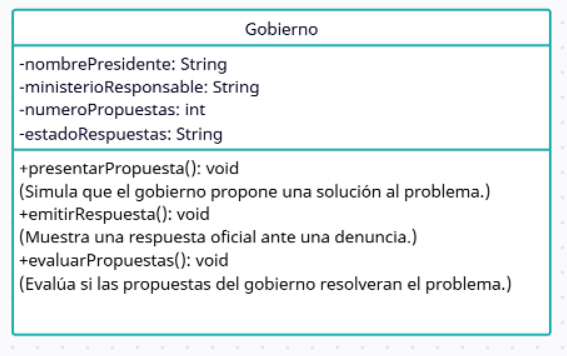 Gobierno
-nombrePresidente: String
-ministerioResponsable: String
-numeroPropuestas: int
-estadoRespuestas: String
+presentarPropuesta(): void
(Simula que el gobierno propone una solución al problema.)
+emitirRespuesta(): void
(Muestra una respuesta oficial ante una denuncia.)
+evaluarPropuestas(): void
(Evalúa si las propuestas del gobierno resolveran el problema.)